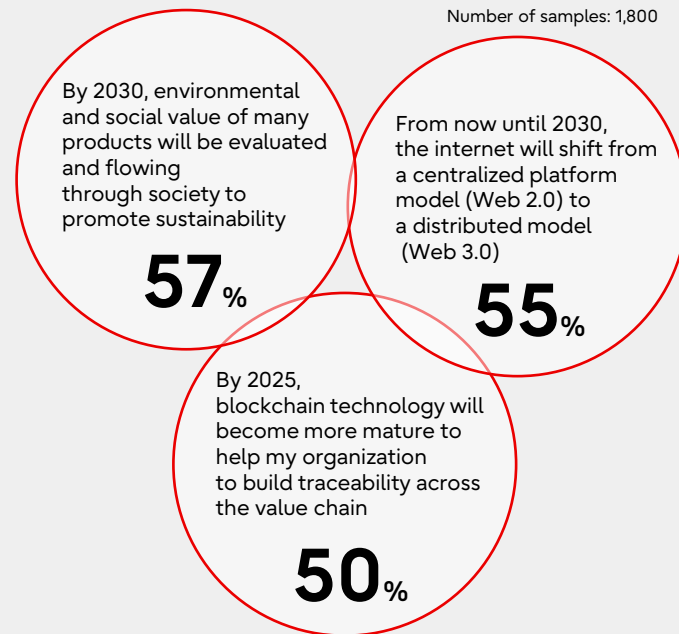 Number of samples: 1,800
By 2030, environmental
and social value of many
products will be evaluated
and flowing
through society to
promote sustainability
57%
From now until 2030,
the internet will shift from
a centralized platform
model (Web 2.0) to
a distributed model
(Web 3.0)
55%
By 2025,
blockchain technology will
become more mature to
help my organization
to build traceability across
the value chain
50%